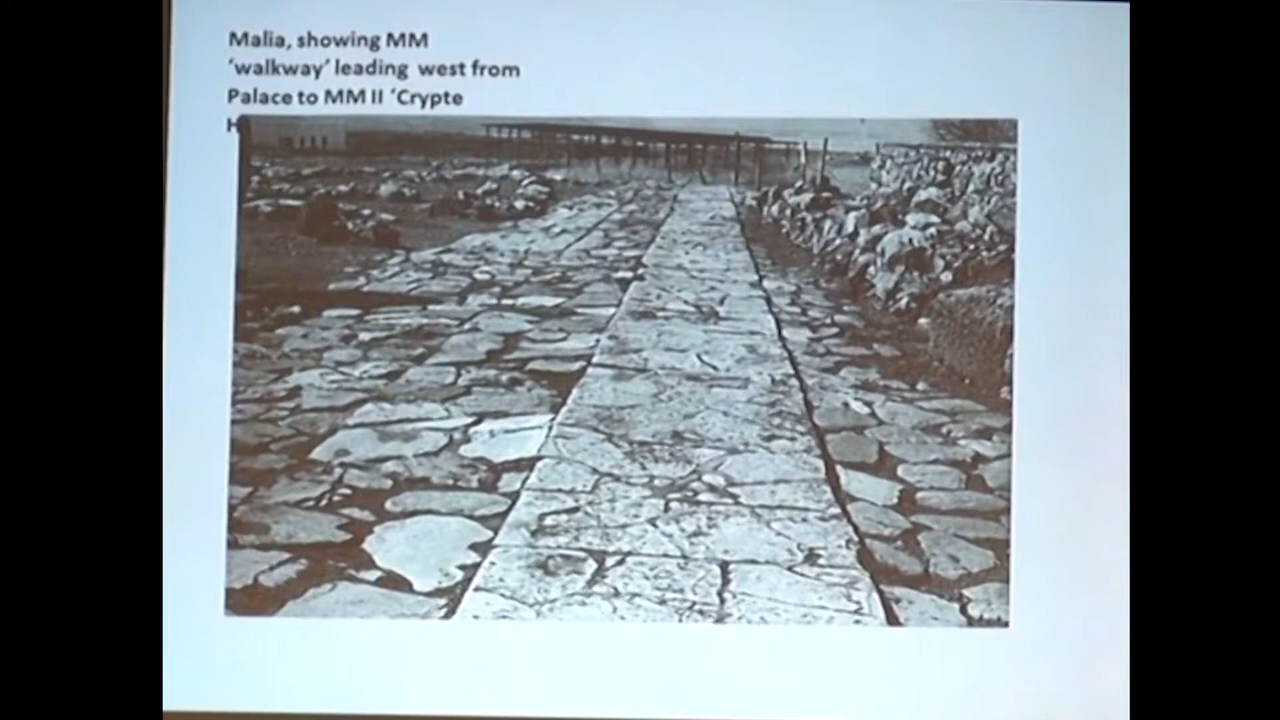 Malia, showing MM
‘walkway’ leading west from
Palace to MM II ‘Crypte